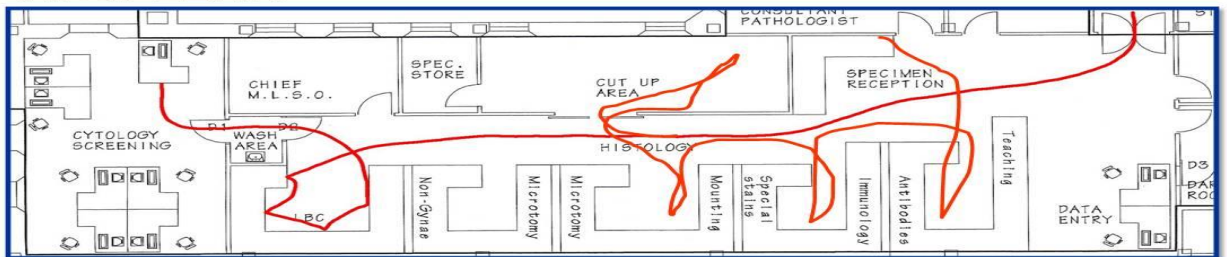 CONSULTANT
PATHOLOGIST
SPEC.
STORE
CHIEF
M.L.S.O.
CUT UP
AREA
SPECIMEN
RECEPTION
D1
D2
CYTOLOGY
SCREENING
WASH
AREA
HISTOLOGY
Teaching
LBC
Non-Gynae
Microtomy
Microtomy
Mounting
Special
stains
Immunology
Antibodies
D3
DATA
ENTRY